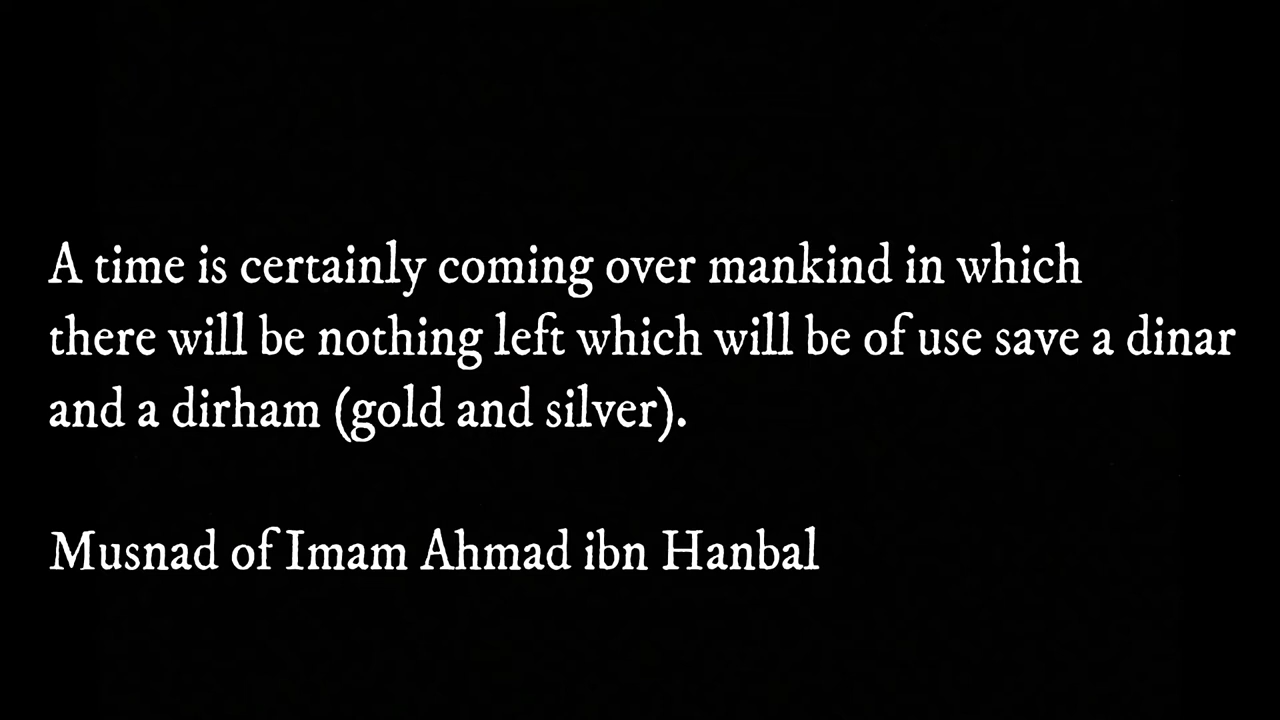 A time is certainly coming over mankind in which
there will be nothing left which will be of use save a dinar
and a dirham (gold and silver).
Musnad of Imam Ahmad ibn Hanbal